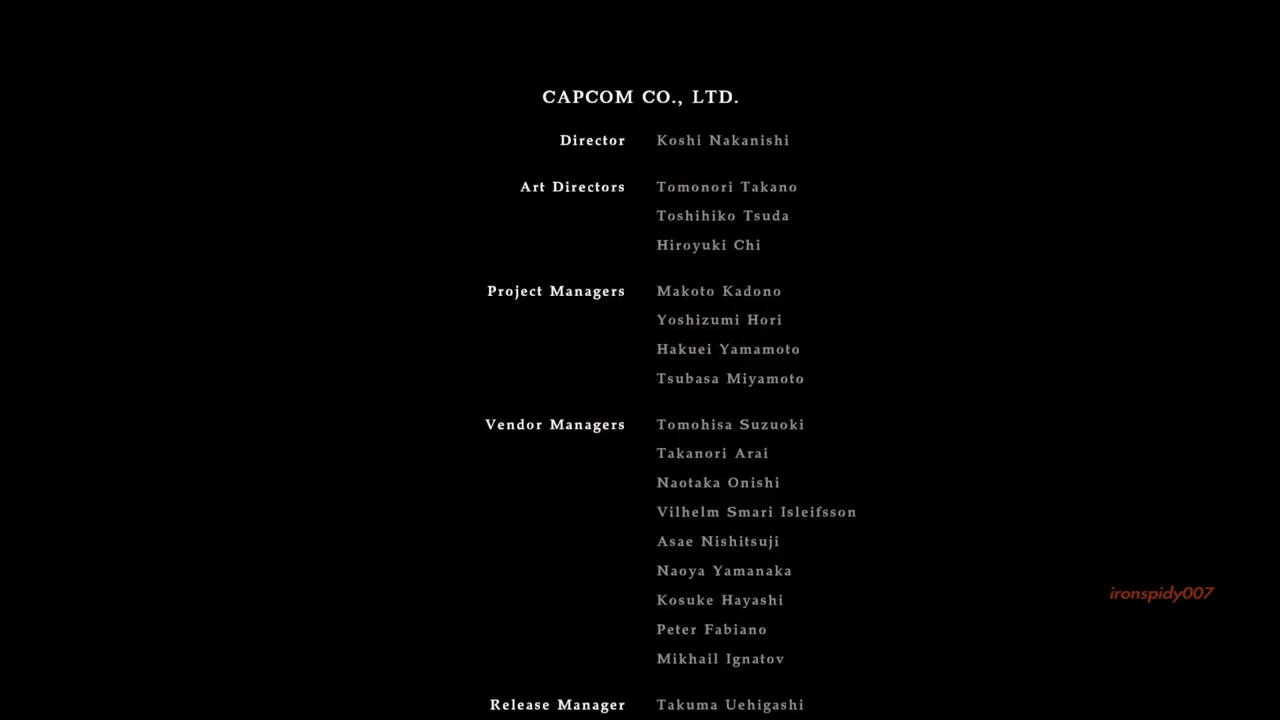 CAPCOM CO., LTD.
Director Koshi Nakanishi
Art Directors Tomonori Takano
Toshihiko Tsuda
Hiroyuki Chi
Project Managers Makoto Kadono
Yoshizumi Hori
Hakuei Yamamoto
Tsubasa Miyamoto
Vendor Managers Tomohisa Suzuoki
Takanori Arai
Naotaka Onishi
Vilhelm Smari Isleifsson
Asae Nishitsuji
Naoya Yamanaka
Kosuke Hayashi
ironspidy007
Peter Fabiano
Mikhail Ignatov
Release Manager Takuma Uehigashi